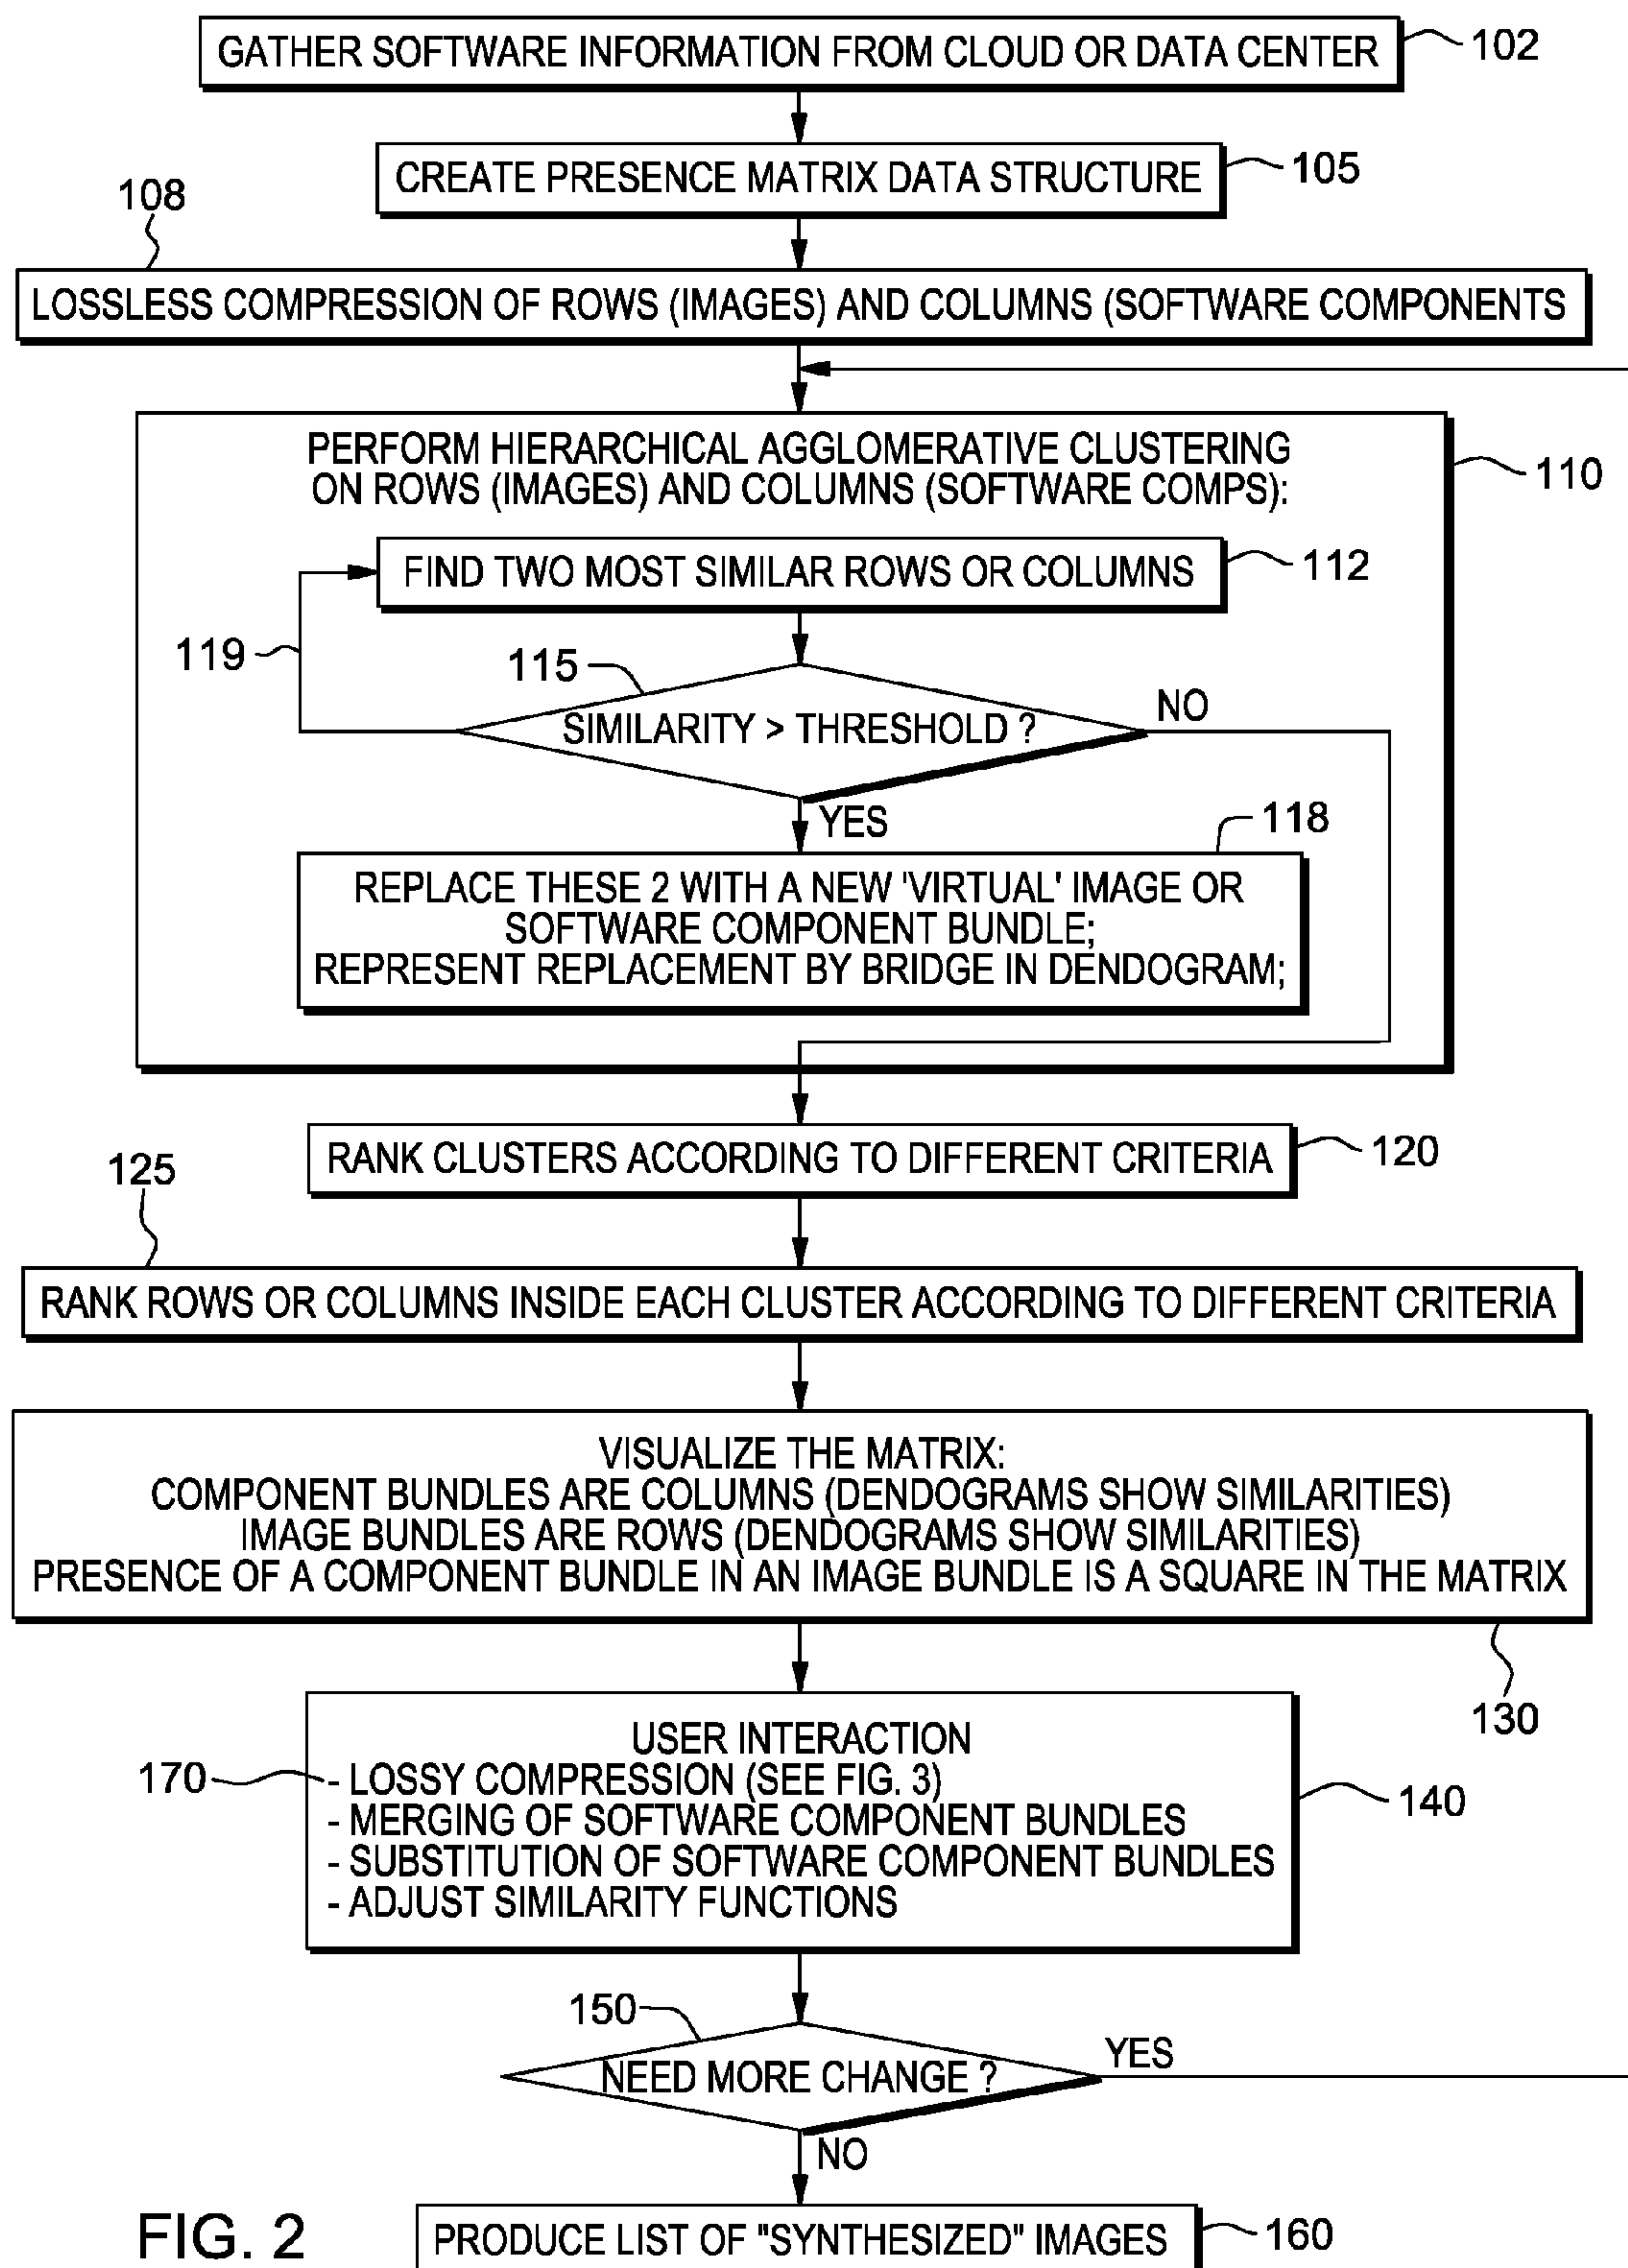 GATHER SOFTWARE INFORMATION FROM CLOUD OR DATA CENTER
102
CREATE PRESENCE MATRIX DATA STRUCTURE
105
108
LOSSLESS COMPRESSION OF ROWS (IMAGES) AND COLUMNS (SOFTWARE COMPONENTS
PERFORM HIERARCHICAL AGGLOMERATIVE CLUSTERING
ON ROWS (IMAGES) AND COLUMNS (SOFTWARE COMPS):
110
FIND TWO MOST SIMILAR ROWS OR COLUMNS
112
119
115
SIMILARITY > THRESHOLD ?
NO
YES
118
REPLACE THESE 2 WITH A NEW 'VIRTUAL' IMAGE OR
SOFTWARE COMPONENT BUNDLE;
REPRESENT REPLACEMENT BY BRIDGE IN DENDOGRAM;
RANK CLUSTERS ACCORDING TO DIFFERENT CRITERIA
120
125
RANK ROWS OR COLUMNS INSIDE EACH CLUSTER ACCORDING TO DIFFERENT CRITERIA
VISUALIZE THE MATRIX:
COMPONENT BUNDLES ARE COLUMNS (DENDOGRAMS SHOW SIMILARITIES)
IMAGE BUNDLES ARE ROWS (DENDOGRAMS SHOW SIMILARITIES)
PRESENCE OF A COMPONENT BUNDLE IN AN IMAGE BUNDLE IS A SQUARE IN THE MATRIX
130
USER INTERACTION
170
- LOSSY COMPRESSION (SEE FIG. 3)
- MERGING OF SOFTWARE COMPONENT BUNDLES
- SUBSTITUTION OF SOFTWARE COMPONENT BUNDLES
- ADJUST SIMILARITY FUNCTIONS
140
150
NEED MORE CHANGE ?
YES
NO
FIG. 2
PRODUCE LIST OF "SYNTHESIZED" IMAGES
160